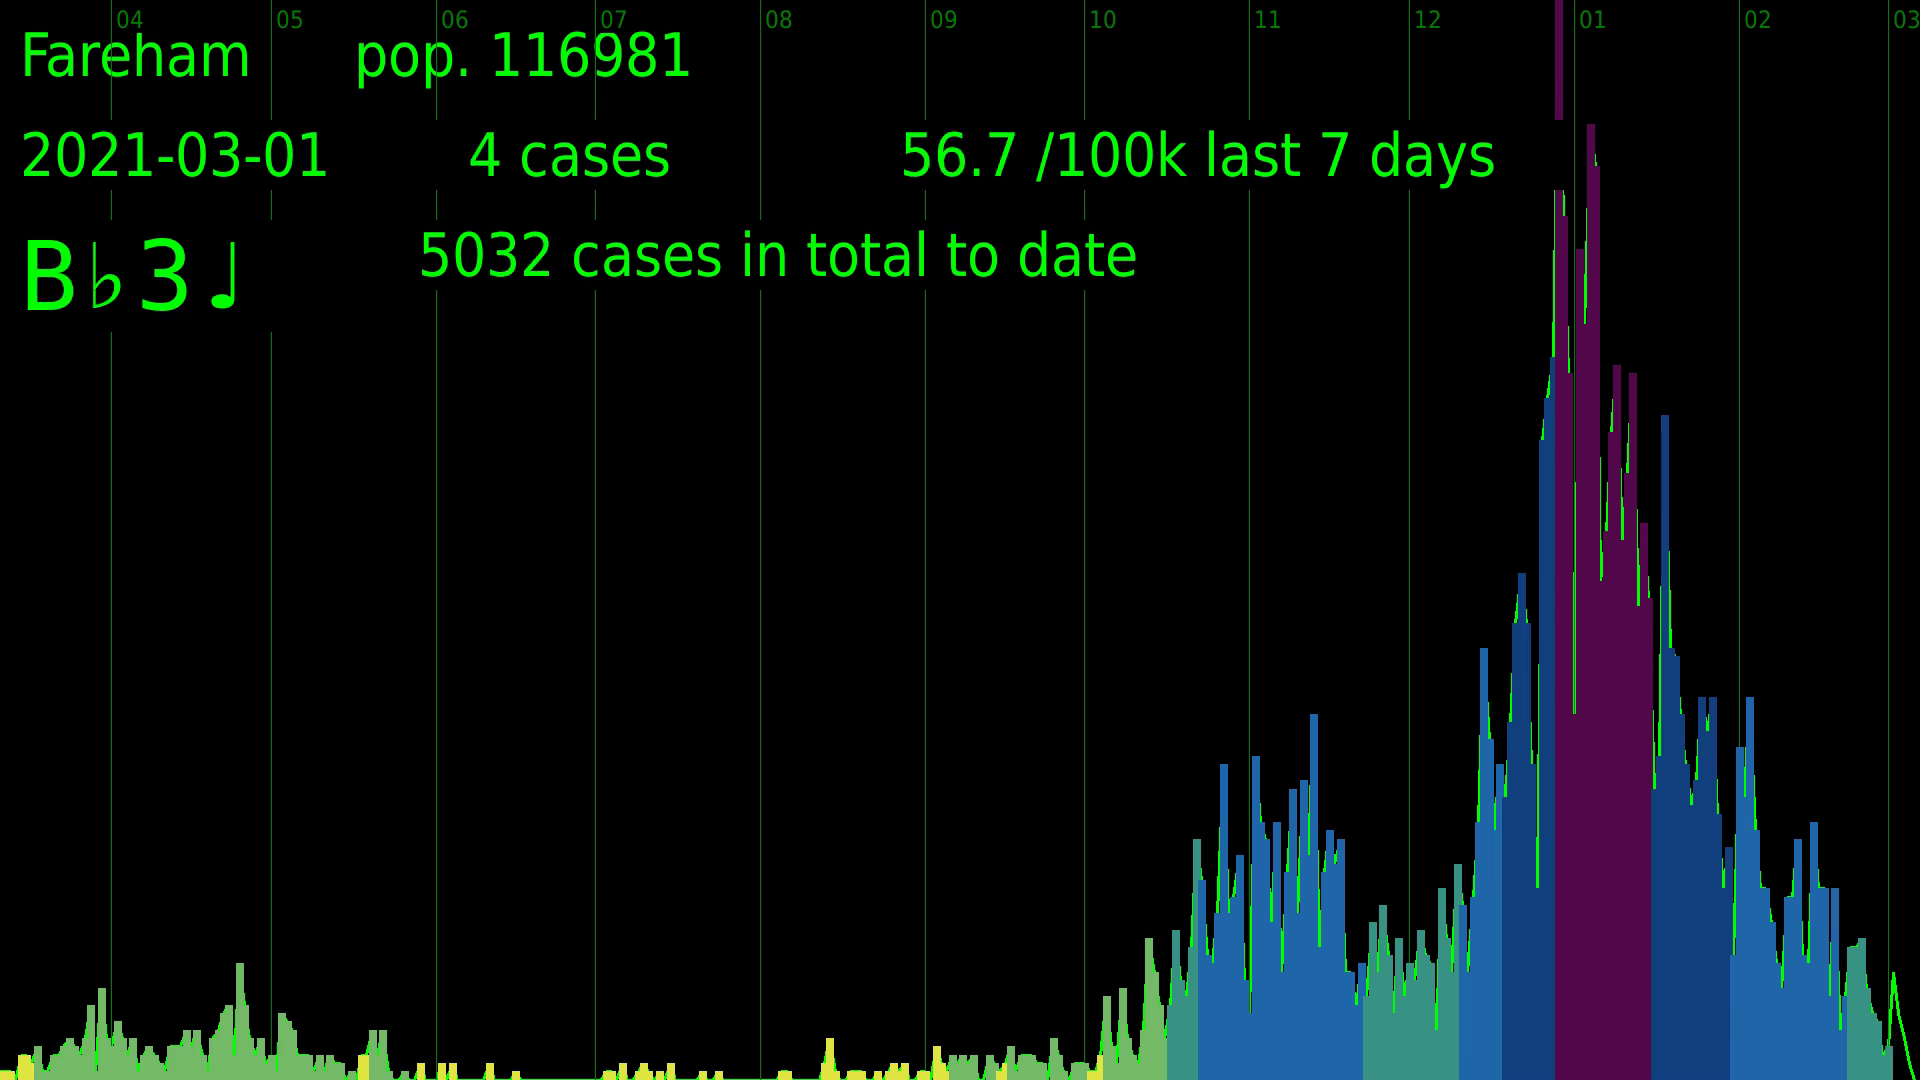 04 05 06 07 08 09 10 11 12 01 02 03
Fareham pop. 116981
2021-03-01 4 cases 56.7 /100k last 7 days
B♭3♩ 5032 cases in total to date